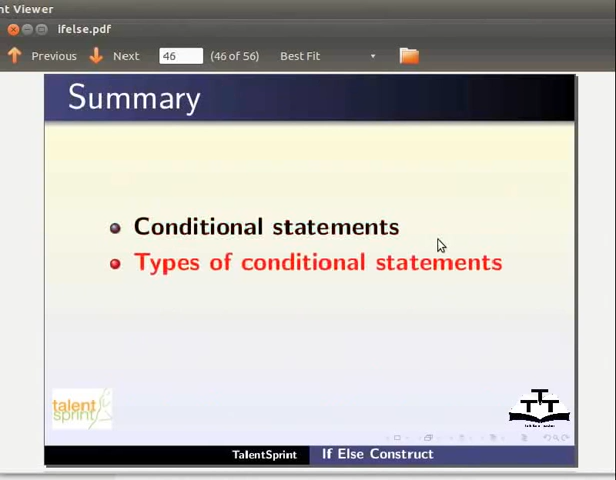 nt Viewer
ifelse.pdf
Previous Next 46 (46 of 56) Best Fit
Summary
Conditional statements
Types of conditional statements
talent
sprint
TTT
TalentSprint If Else Construct